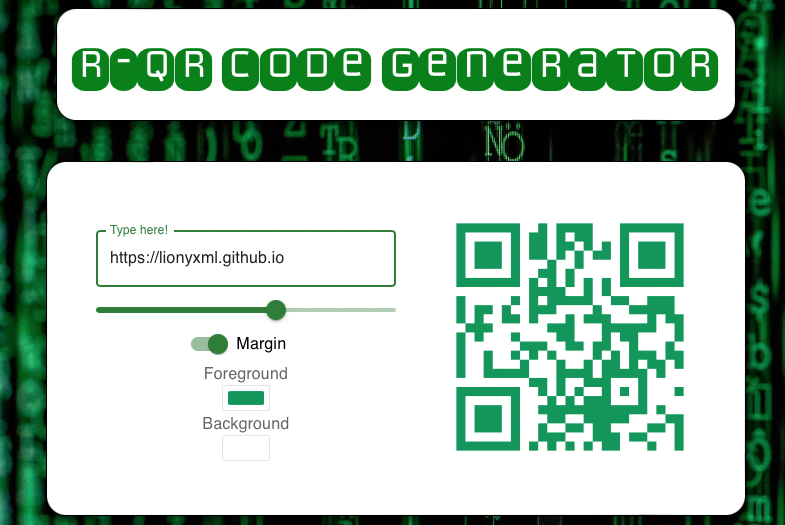 R-QR Code Generator
Type here!
https://lionyxml.github.io
Margin
Foreground
Background